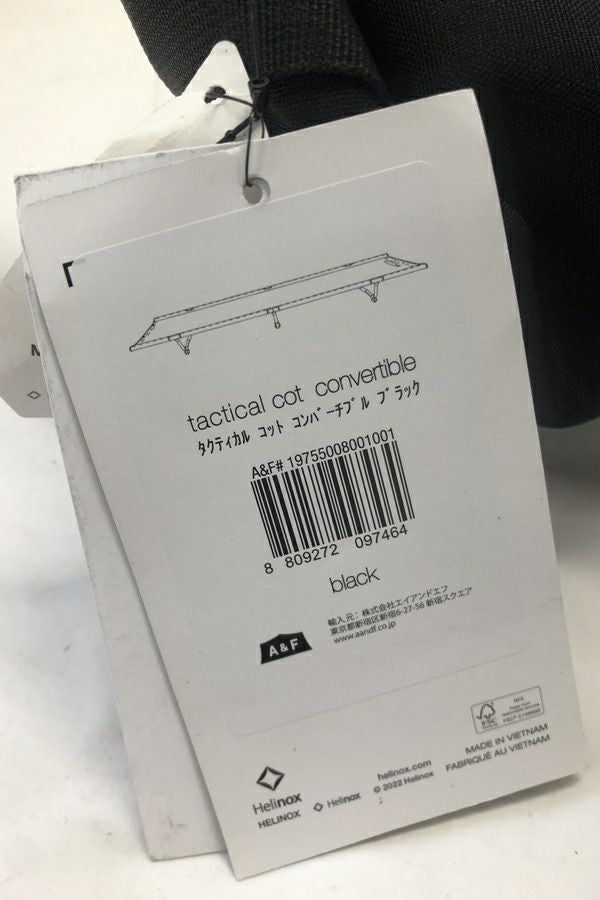 tactical cot convertible
ﾀｸﾃｨｶﾙ ｺｯﾄ ｺﾝﾊﾞｰﾁﾌﾞﾙ ﾌﾞﾗｯｸ
A&F# 19755008001001
8 809272 097464
black
A&F
輸入元：株式会社エイアンドエフ
東京都新宿区新宿6-27-56 新宿スクエア
www.aandf.co.jp
FSC
MIX
MADE IN VIETNAM
FABRIQUE AU VIETNAM
helinox.com
© 2022 Helinox
Helinox
HELINOX
Helinox